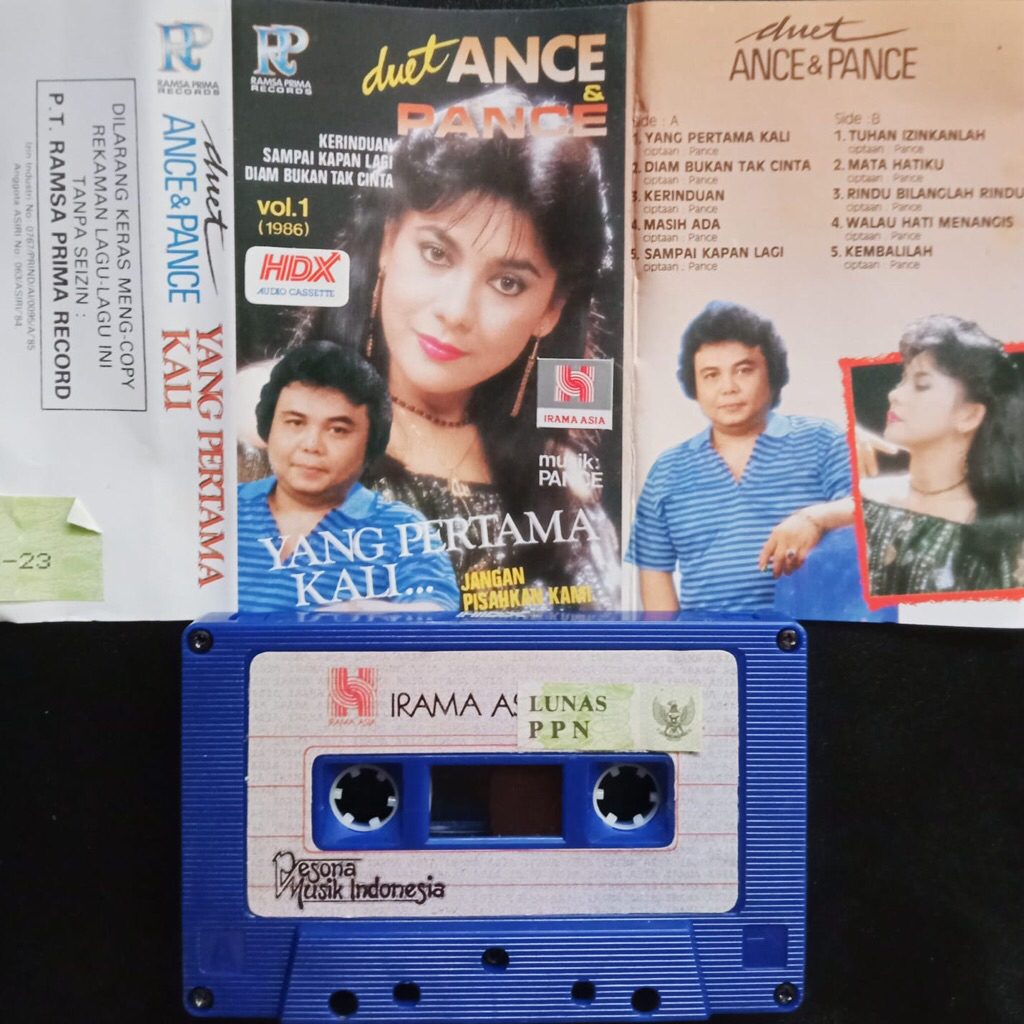 DILARANG KERAS MENG-COPY
REKAMAN LAGU-LAGU INI
TANPA SEIZIN :
P.T. RAMSA PRIMA RECORD
-23
RP
RAMSA PRIMA
RECORDS
duet
ANCE & PANCE
YANG PERTAMA
KALI
RP
RAMSA PRIMA
RECORDS
duet ANCE
&
PANCE
KERINDUAN
SAMPAI KAPAN LAGI
DIAM BUKAN TAK CINTA
vol.1
(1986)
HDX
AUDIO CASSETTE
IRAMA ASIA
musik:
PANCE
YANG PERTAMA
KALI...
JANGAN
PISAHKAN KAMI
duet
ANCE & PANCE
Side : A
1. YANG PERTAMA KALI
ciptaan : Pance
2. DIAM BUKAN TAK CINTA
ciptaan : Pance
3. KERINDUAN
ciptaan : Pance
4. MASIH ADA
ciptaan : Pance
5. SAMPAI KAPAN LAGI
ciptaan : Pance
Side : B
1. TUHAN IZINKANLAH
ciptaan : Pance
2. MATA HATIKU
ciptaan : Pance
3. RINDU BILANGLAH RINDU
ciptaan : Pance
4. WALAU HATI MENANGIS
ciptaan : Pance
5. KEMBALILAH
ciptaan : Pance
IRAMA ASIA
IRAMA AS
LUNAS
PPN
Pesona
Musik Indonesia
A